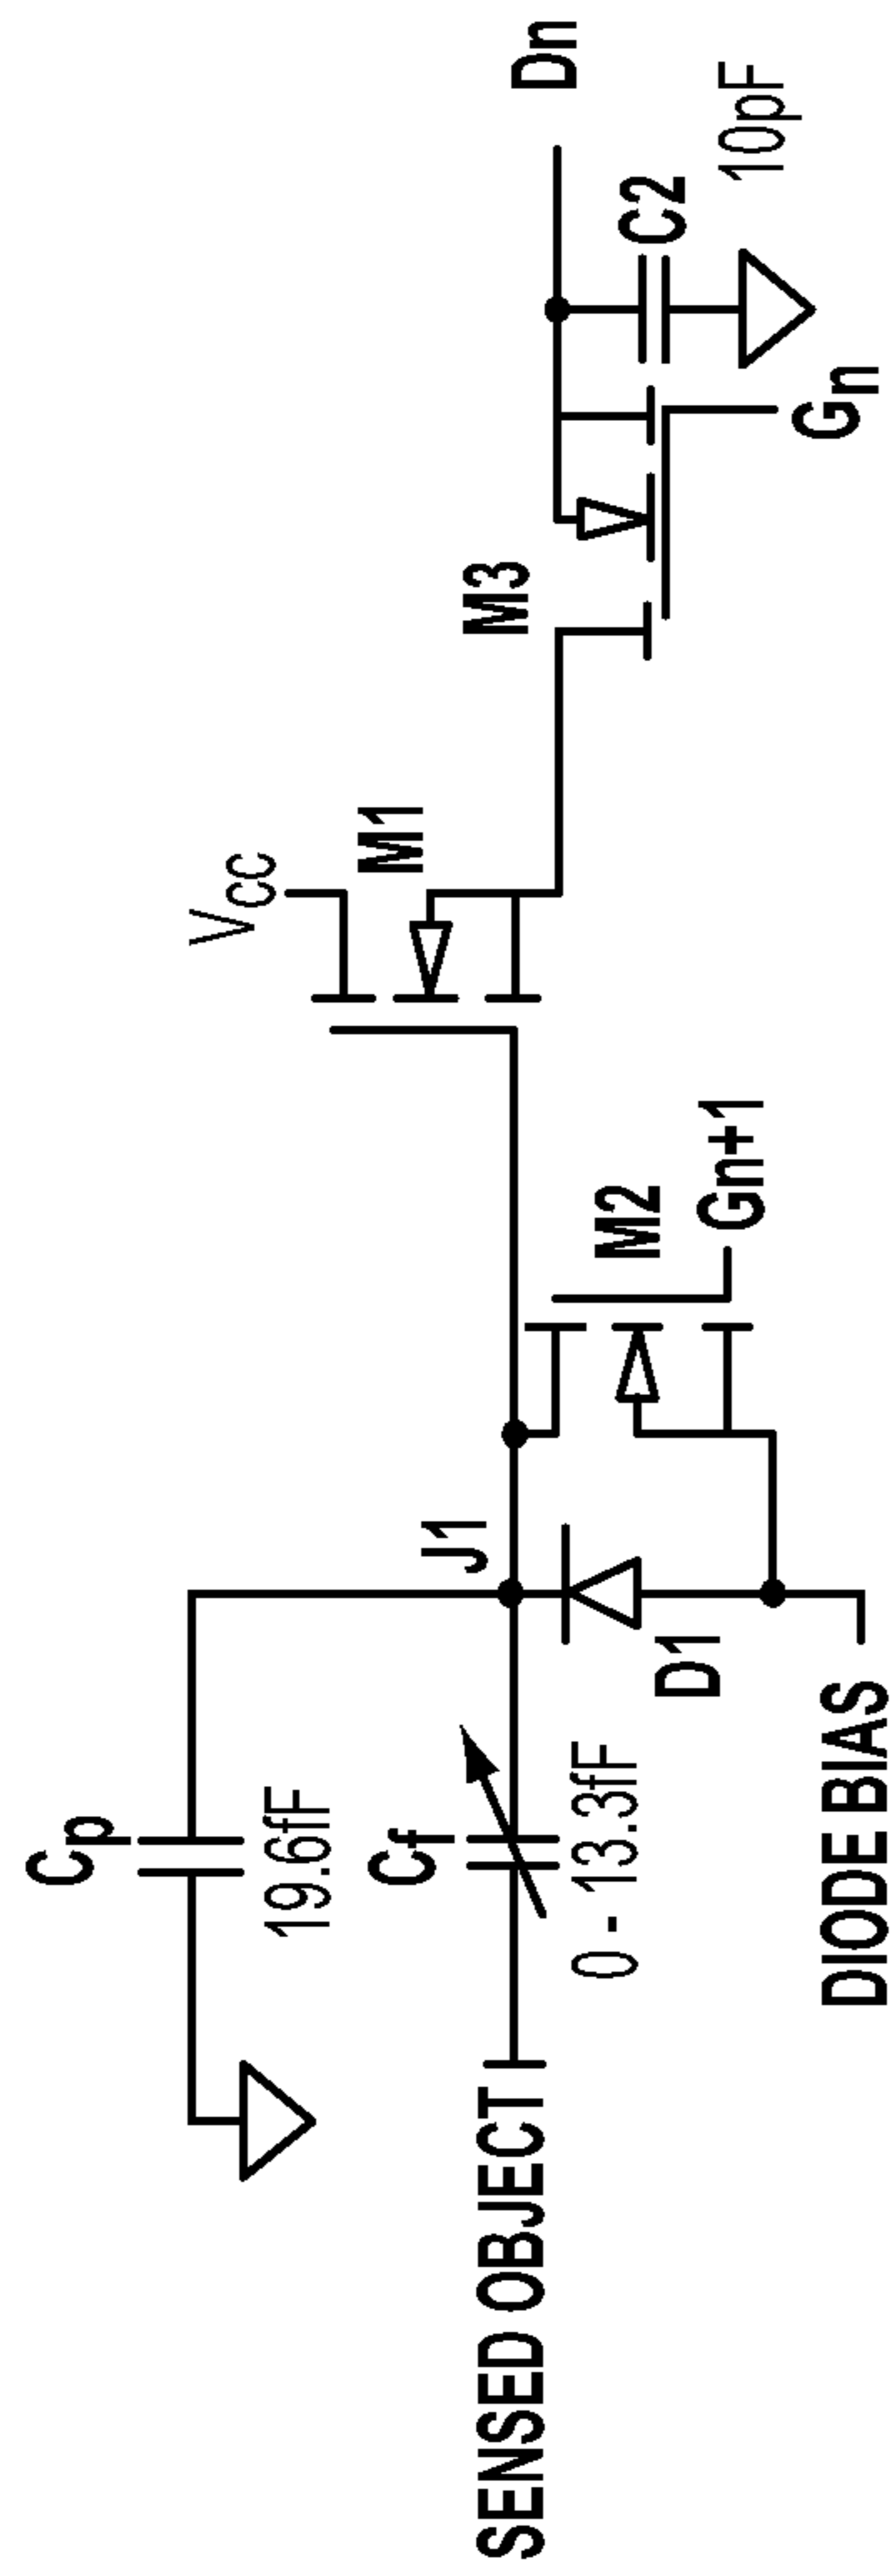 SENSED OBJECT
Cp
19.6fF
Cf
0 - 13.3fF
DIODE BIAS
D1
J1
M2
Gn+1
VCC
M1
M3
Gn
C2
10pF
Dn